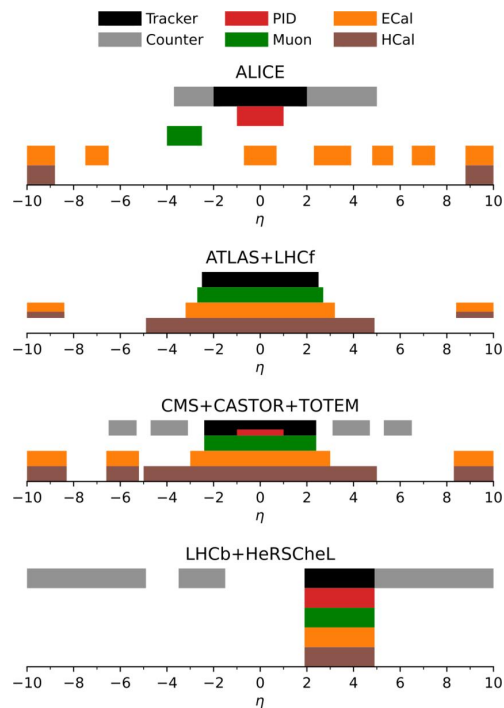 Tracker PID ECal
Counter Muon HCal
ALICE
−10 −8 −6 −4 −2 0 2 4 6 8 10
η
ATLAS+LHCf
−10 −8 −6 −4 −2 0 2 4 6 8 10
η
CMS+CASTOR+TOTEM
−10 −8 −6 −4 −2 0 2 4 6 8 10
η
LHCb+HeRSCheL
−10 −8 −6 −4 −2 0 2 4 6 8 10
η